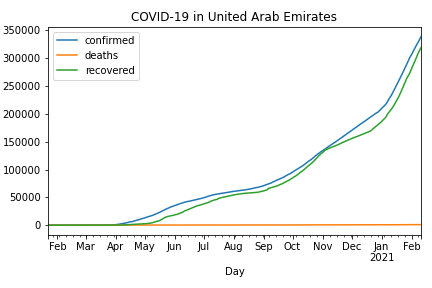 COVID-19 in United Arab Emirates
350000
300000
250000
200000
150000
100000
50000
0
confirmed
deaths
recovered
Feb Mar Apr May Jun Jul Aug Sep Oct Nov Dec Jan Feb
2021
Day